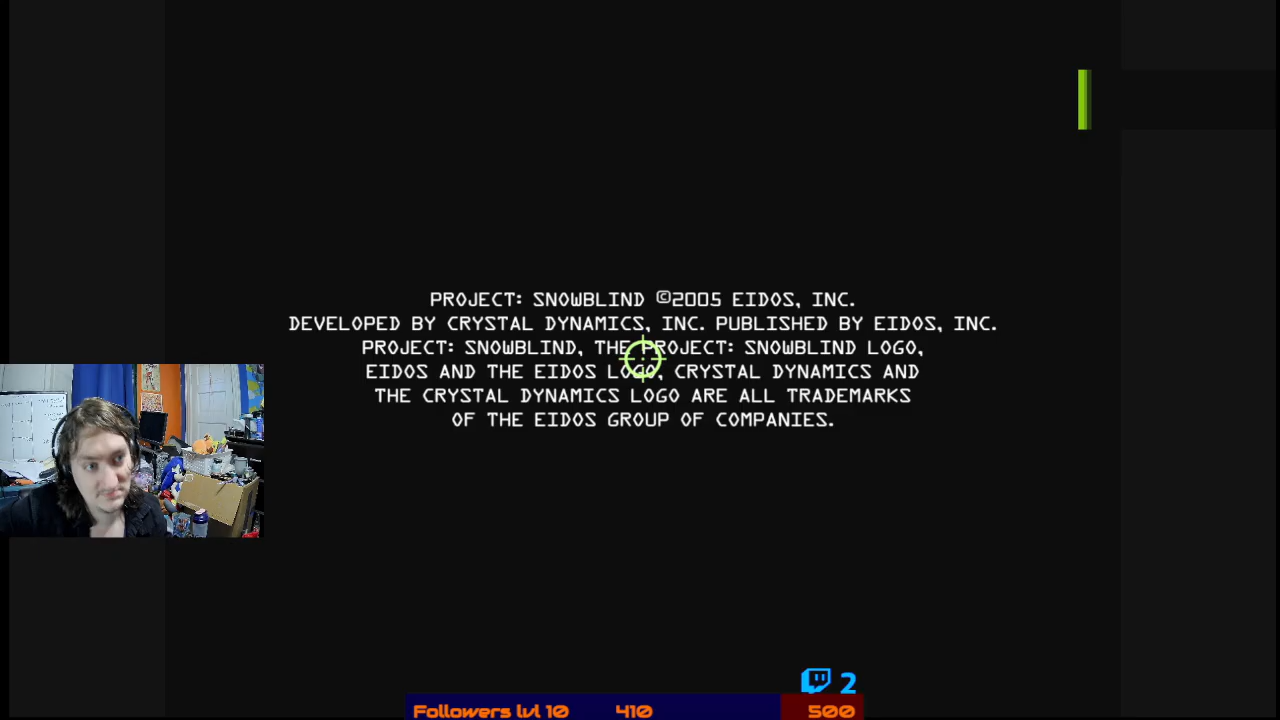 PROJECT: SNOWBLIND ©2005 EIDOS, INC.
DEVELOPED BY CRYSTAL DYNAMICS, INC. PUBLISHED BY EIDOS, INC.
PROJECT: SNOWBLIND, THE PROJECT: SNOWBLIND LOGO,
EIDOS AND THE EIDOS LOGO, CRYSTAL DYNAMICS AND
THE CRYSTAL DYNAMICS LOGO ARE ALL TRADEMARKS
OF THE EIDOS GROUP OF COMPANIES.
2
Followers lvl 10 410 500